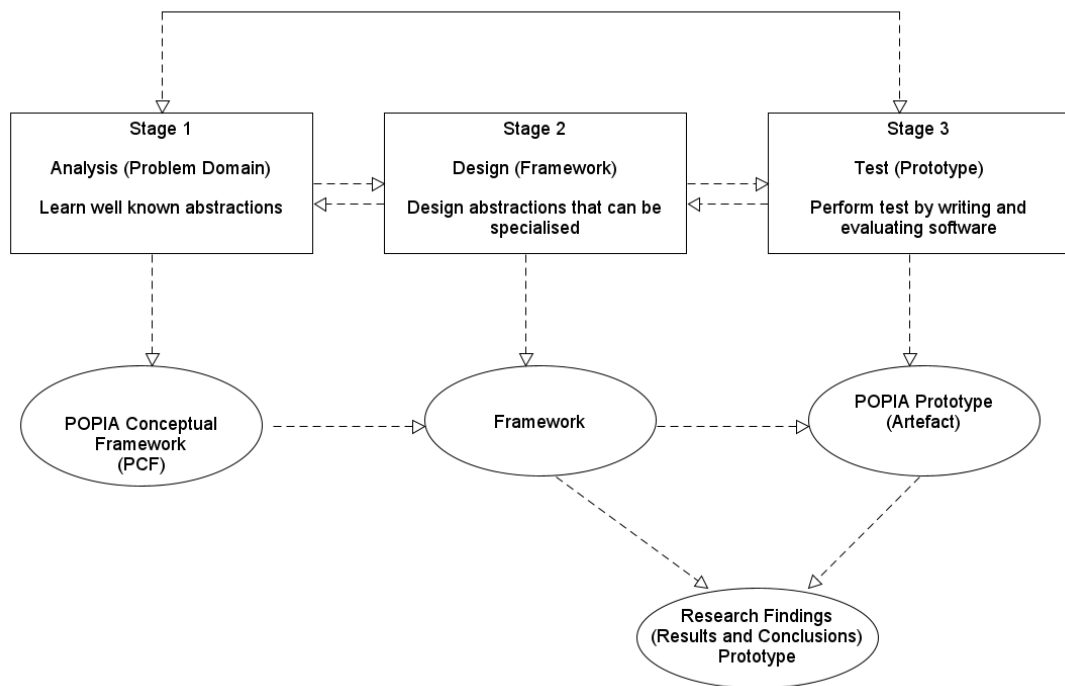 Stage 1
Analysis (Problem Domain)
Learn well known abstractions
Stage 2
Design (Framework)
Design abstractions that can be
specialised
Stage 3
Test (Prototype)
Perform test by writing and
evaluating software
POPIA Conceptual
Framework
(PCF)
Framework
POPIA Prototype
(Artefact)
Research Findings
(Results and Conclusions)
Prototype